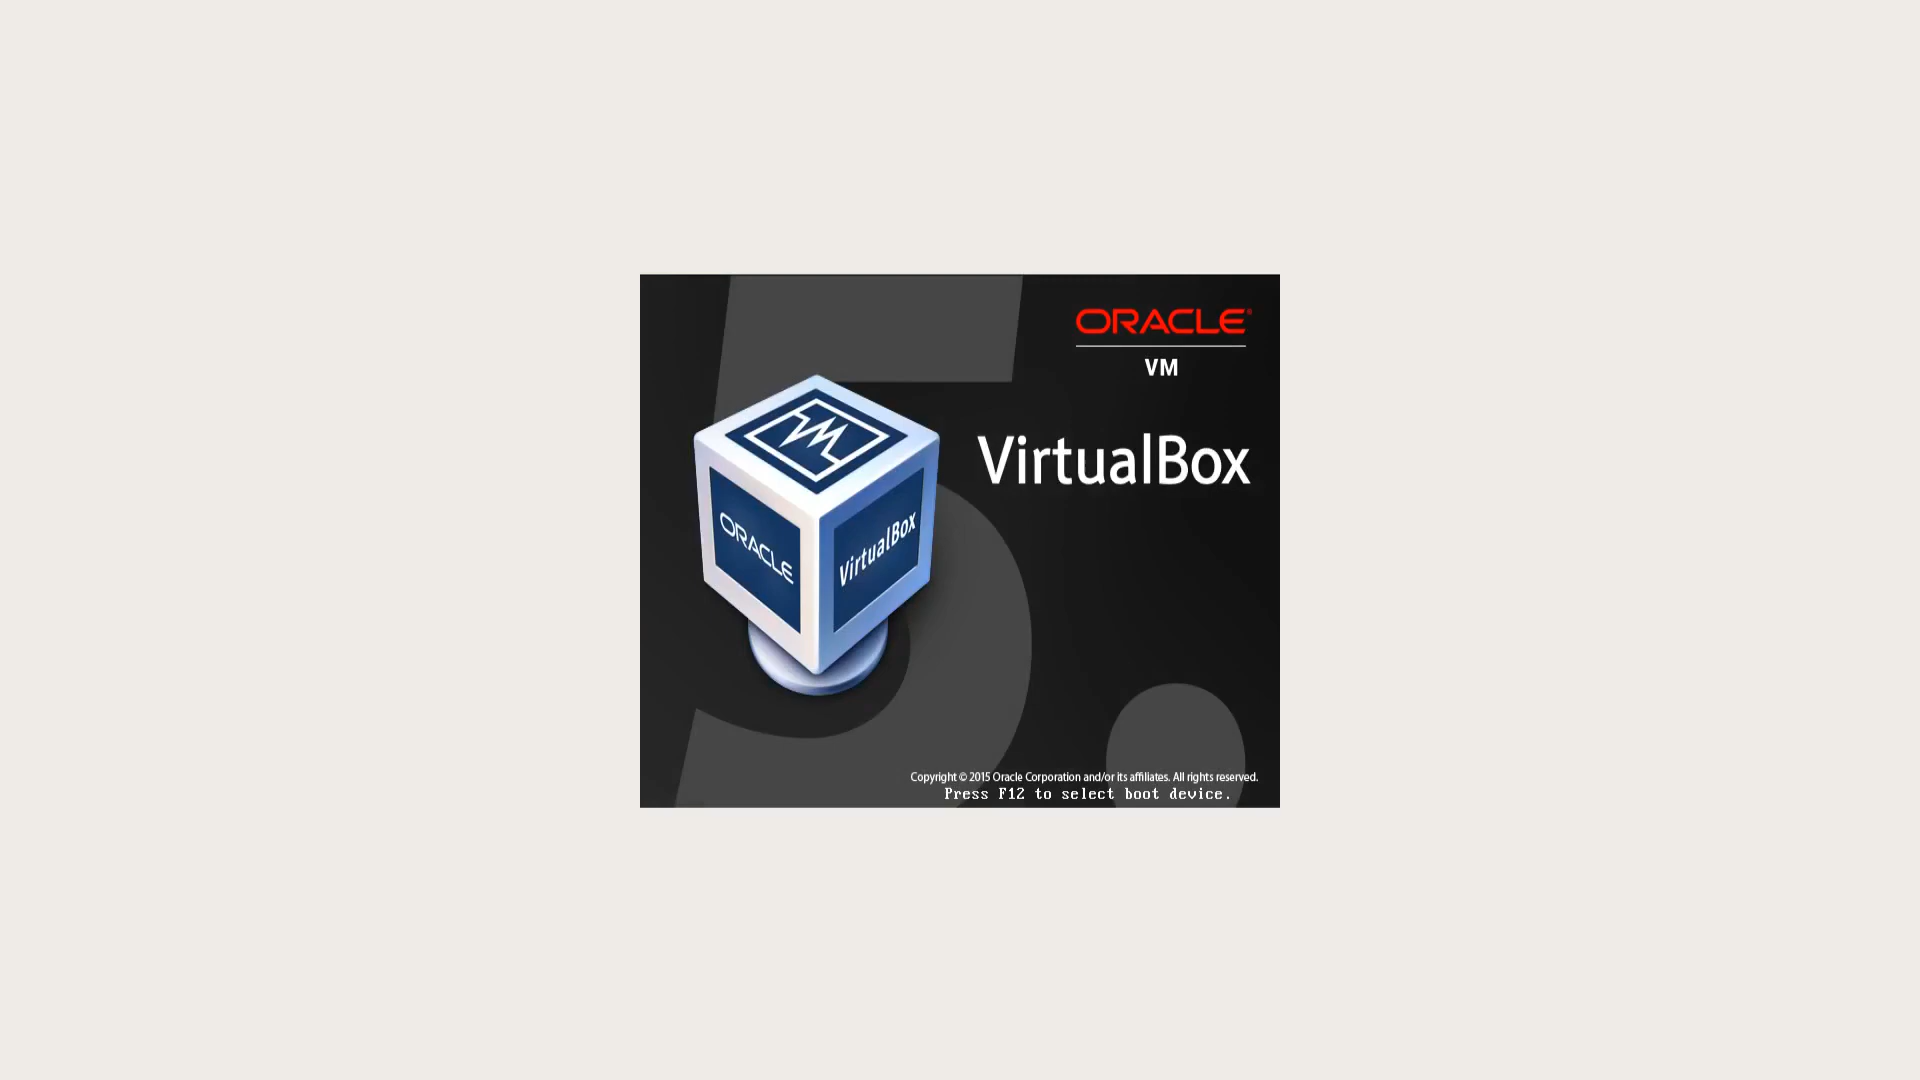 ORACLE®
VM
VirtualBox
ORACLE
VirtualBox
5.
Copyright © 2015 Oracle Corporation and/or its affiliates. All rights reserved.
Press F12 to select boot device.